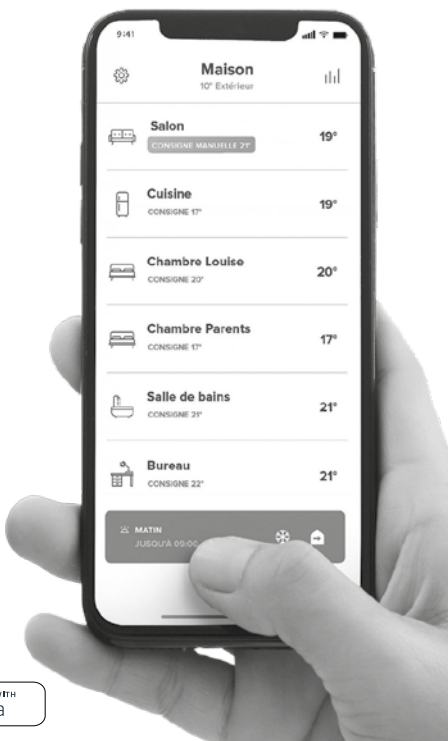 9:41
Maison
10° Extérieur
Salon
CONSIGNE MANUELLE 21°
19°
Cuisine
CONSIGNE 17°
19°
Chambre Louise
CONSIGNE 20°
20°
Chambre Parents
CONSIGNE 17°
17°
Salle de bains
CONSIGNE 21°
21°
Bureau
CONSIGNE 22°
21°
MATIN
JUSQU'À 09:00
WITH
a